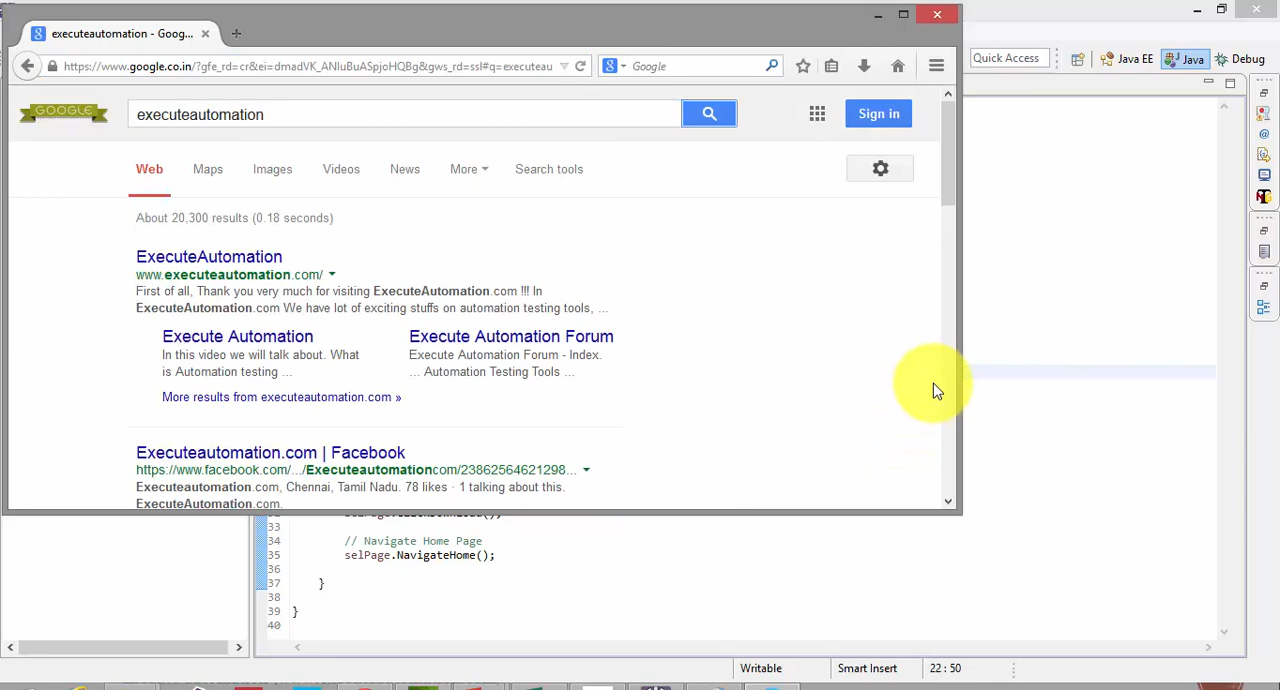 executeautomation - Goog...
https://www.google.co.in/?gfe_rd=cr&ei=dmadVK_ANIuBuASpjoHQBg&gws_rd=ssl#q=executeau
Google
Quick Access
Java EE
Java
Debug
GOOGLE
executeautomation
Sign in
Web Maps Images Videos News More Search tools
About 20,300 results (0.18 seconds)
ExecuteAutomation
www.executeautomation.com/
First of all, Thank you very much for visiting ExecuteAutomation.com !!! In
ExecuteAutomation.com We have lot of exciting stuffs on automation testing tools, ...
Execute Automation
In this video we will talk about. What
is Automation testing ...
Execute Automation Forum
Execute Automation Forum - Index.
... Automation Testing Tools ...
More results from executeautomation.com »
Executeautomation.com | Facebook
https://www.facebook.com/.../Executeautomationcom/23862564621298...
Executeautomation.com, Chennai, Tamil Nadu. 78 likes · 1 talking about this.
ExecuteAutomation.com.
33
34 // Navigate Home Page
35 selPage.NavigateHome();
36
37 }
38
39 }
40
Writable Smart Insert 22 : 50